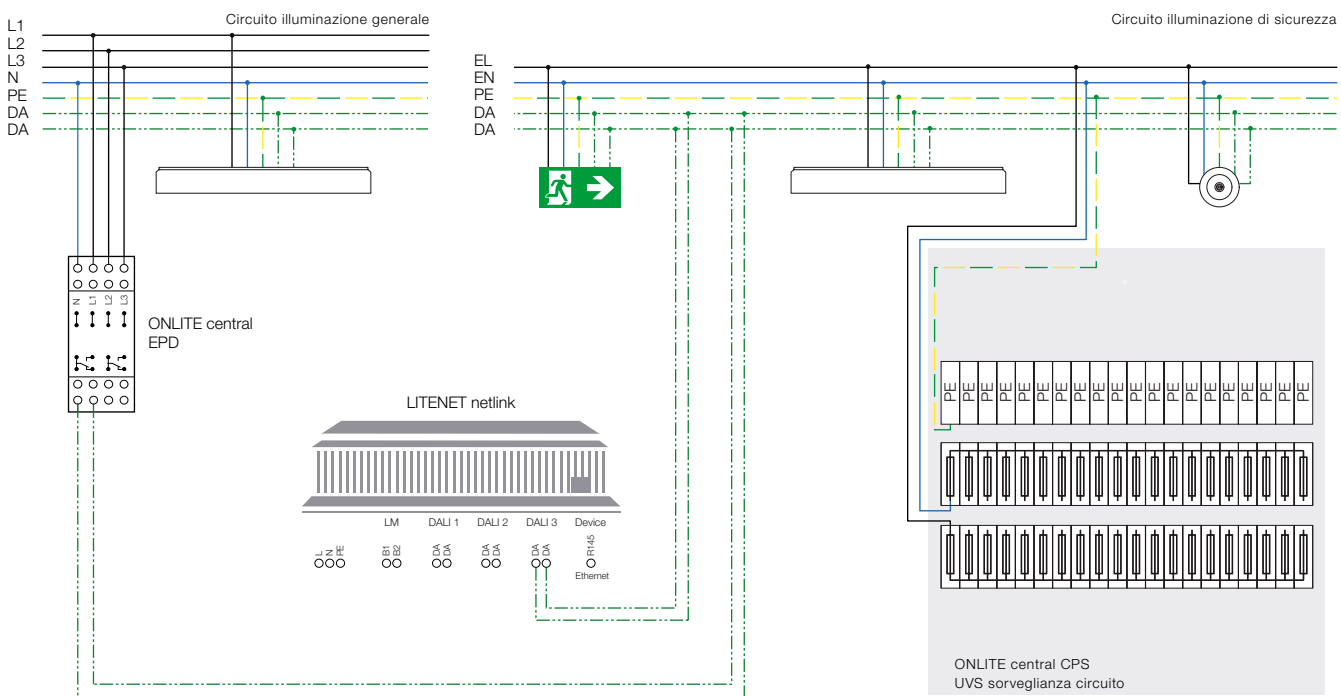 Circuito illuminazione generale
Circuito illuminazione di sicurezza
L1
L2
L3
N
PE
DA
DA
EL
EN
PE
DA
DA
N L1 L2 L3
ONLITE central
EPD
LITENET netlink
LM DALI 1 DALI 2 DALI 3 Device
L N PE B1 B2 DA DA DA DA DA DA R145
Ethernet
PE PE PE PE PE PE PE PE PE PE PE PE PE PE PE PE PE PE PE PE
ONLITE central CPS
UVS sorveglianza circuito